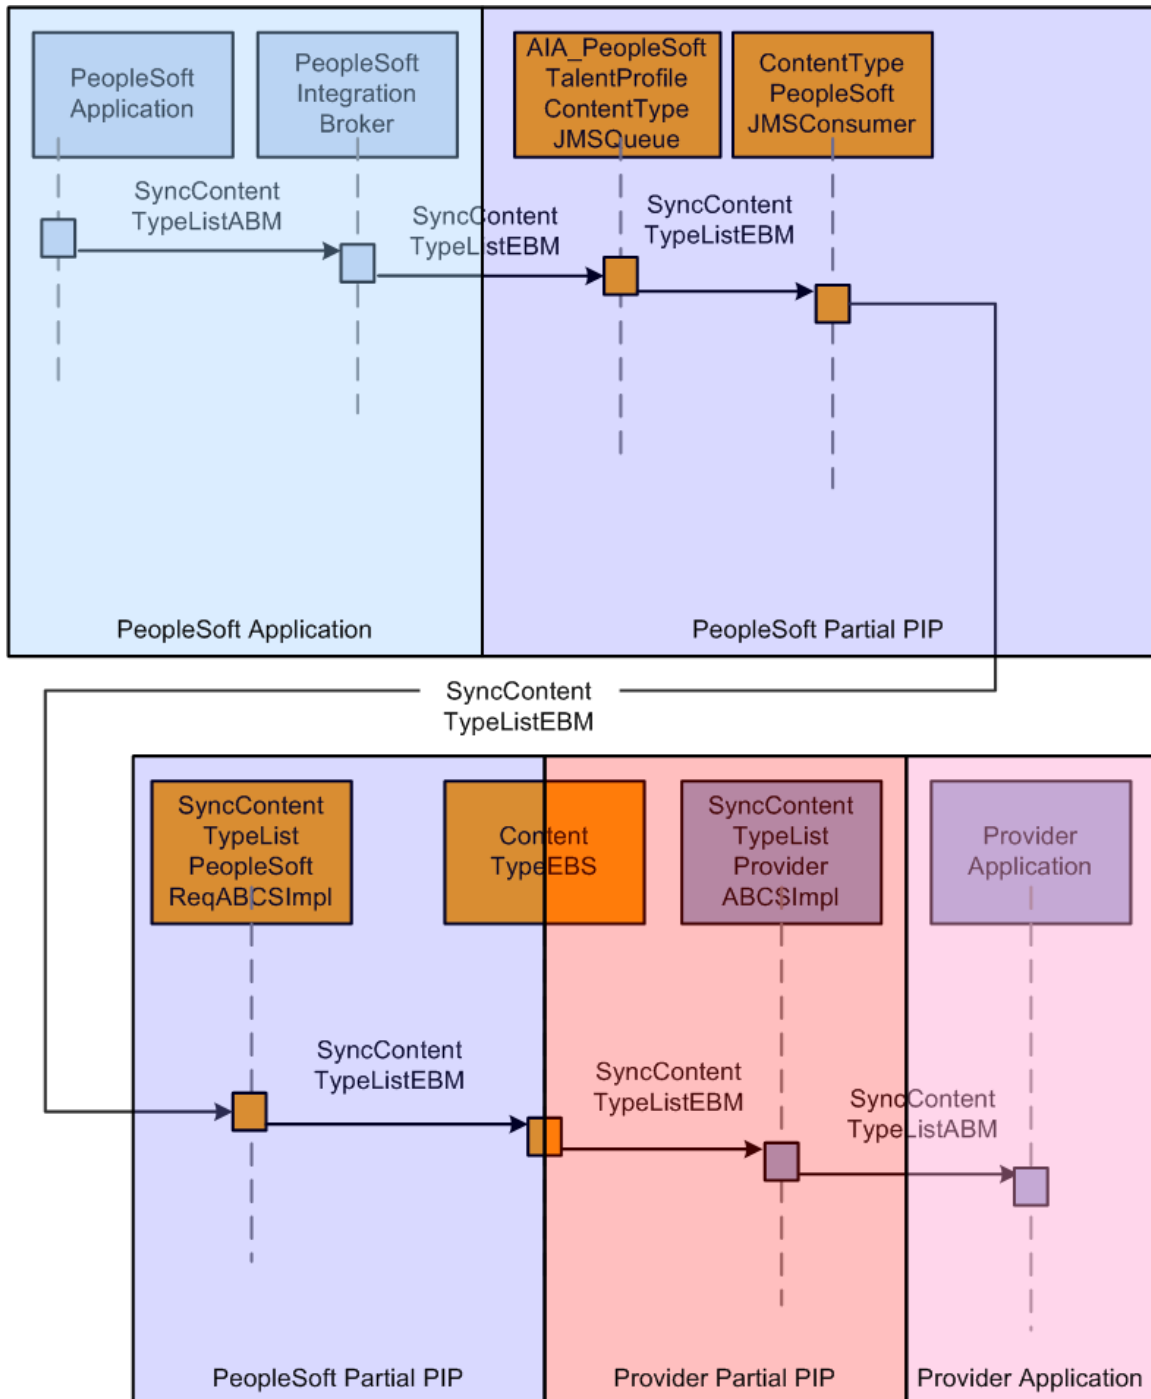 PeopleSoft
Application
PeopleSoft
Integration
Broker
AIA_PeopleSoft
TalentProfile
ContentType
JMSQueue
ContentType
PeopleSoft
JMSConsumer
SyncContent
TypeListABM
SyncContent
TypeListEBM
SyncContent
TypeListEBM
PeopleSoft Application
PeopleSoft Partial PIP
SyncContent
TypeListEBM
SyncContent
TypeList
PeopleSoft
ReqABCSImpl
Content
TypeEBS
SyncContent
TypeList
Provider
ABCSImpl
Provider
Application
SyncContent
TypeListEBM
SyncContent
TypeListEBM
SyncContent
TypeListABM
PeopleSoft Partial PIP
Provider Partial PIP
Provider Application